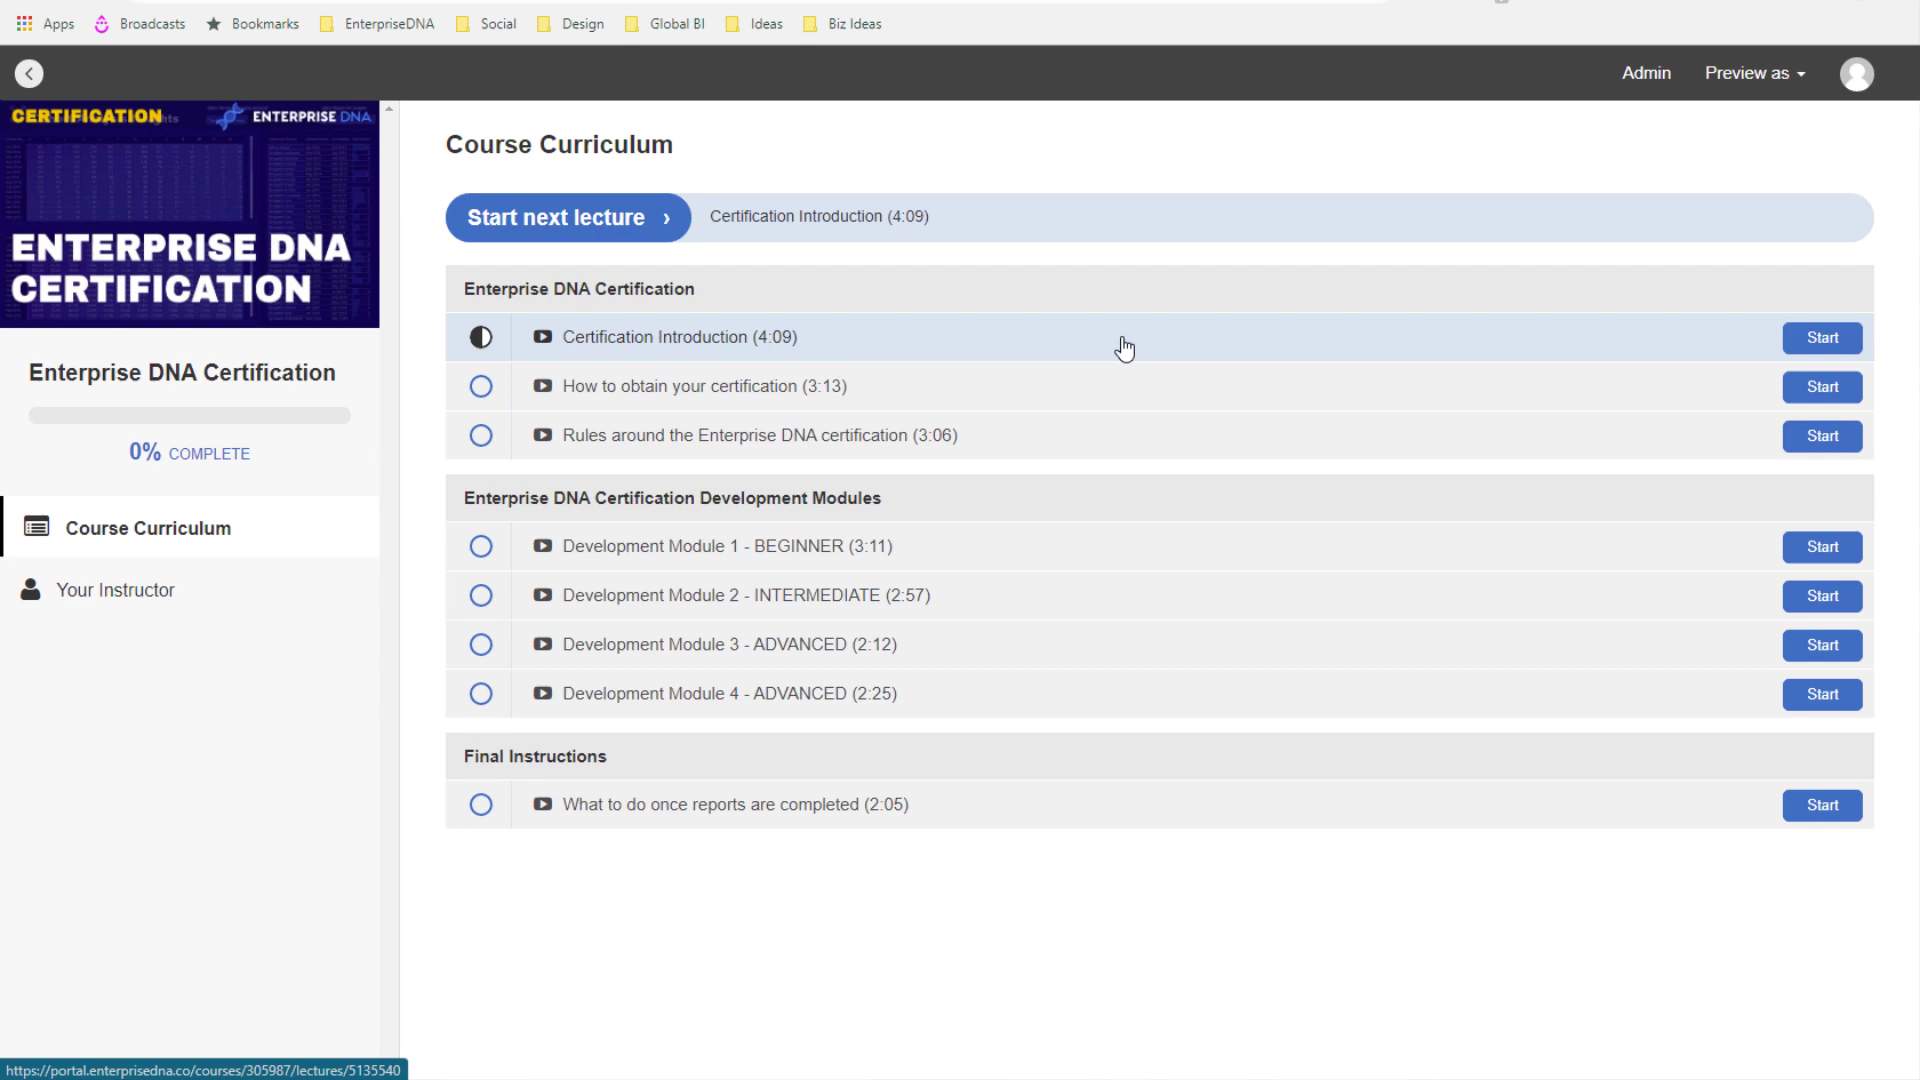 Apps Broadcasts Bookmarks EnterpriseDNA Social Design Global BI Ideas Biz Ideas
Admin Preview as
CERTIFICATION ENTERPRISE DNA
ENTERPRISE DNA
CERTIFICATION
Enterprise DNA Certification
0% COMPLETE
Course Curriculum
Your Instructor
Course Curriculum
Start next lecture › Certification Introduction (4:09)
Enterprise DNA Certification
Certification Introduction (4:09) Start
How to obtain your certification (3:13) Start
Rules around the Enterprise DNA certification (3:06) Start
Enterprise DNA Certification Development Modules
Development Module 1 - BEGINNER (3:11) Start
Development Module 2 - INTERMEDIATE (2:57) Start
Development Module 3 - ADVANCED (2:12) Start
Development Module 4 - ADVANCED (2:25) Start
Final Instructions
What to do once reports are completed (2:05) Start
https://portal.enterprisedna.co/courses/305987/lectures/5135540